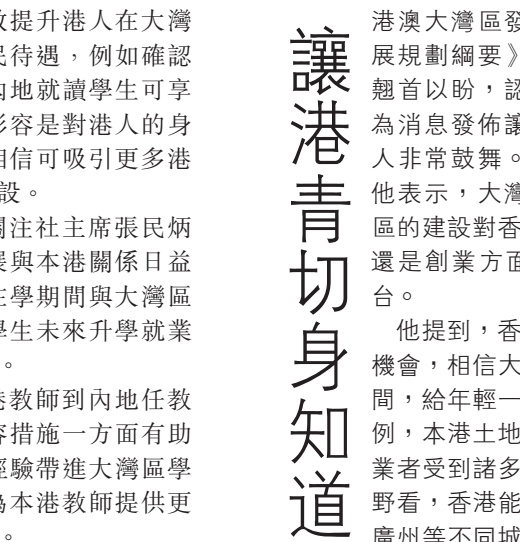 提升港人在大灣
民待遇，例如確認
內地就讀學生可享
形容是對港人的身
相信可吸引更多港
設。
關注社主席張民炳
展與本港關係日益
在學期間與大灣區
學生未來升學就業
。
港教師到內地任教
容措施一方面有助
經驗帶進大灣區學
為本港教師提供更
。
讓港青切身知道
港澳大灣區發
展規劃綱要》
翹首以盼，認
為消息發佈讓
人非常鼓舞。
他表示，大灣
區的建設對香
還是創業方面
台。
他提到，香
機會，相信大
間，給年輕一
例，本港土地
業者受到諸多
野看，香港能
廣州等不同城